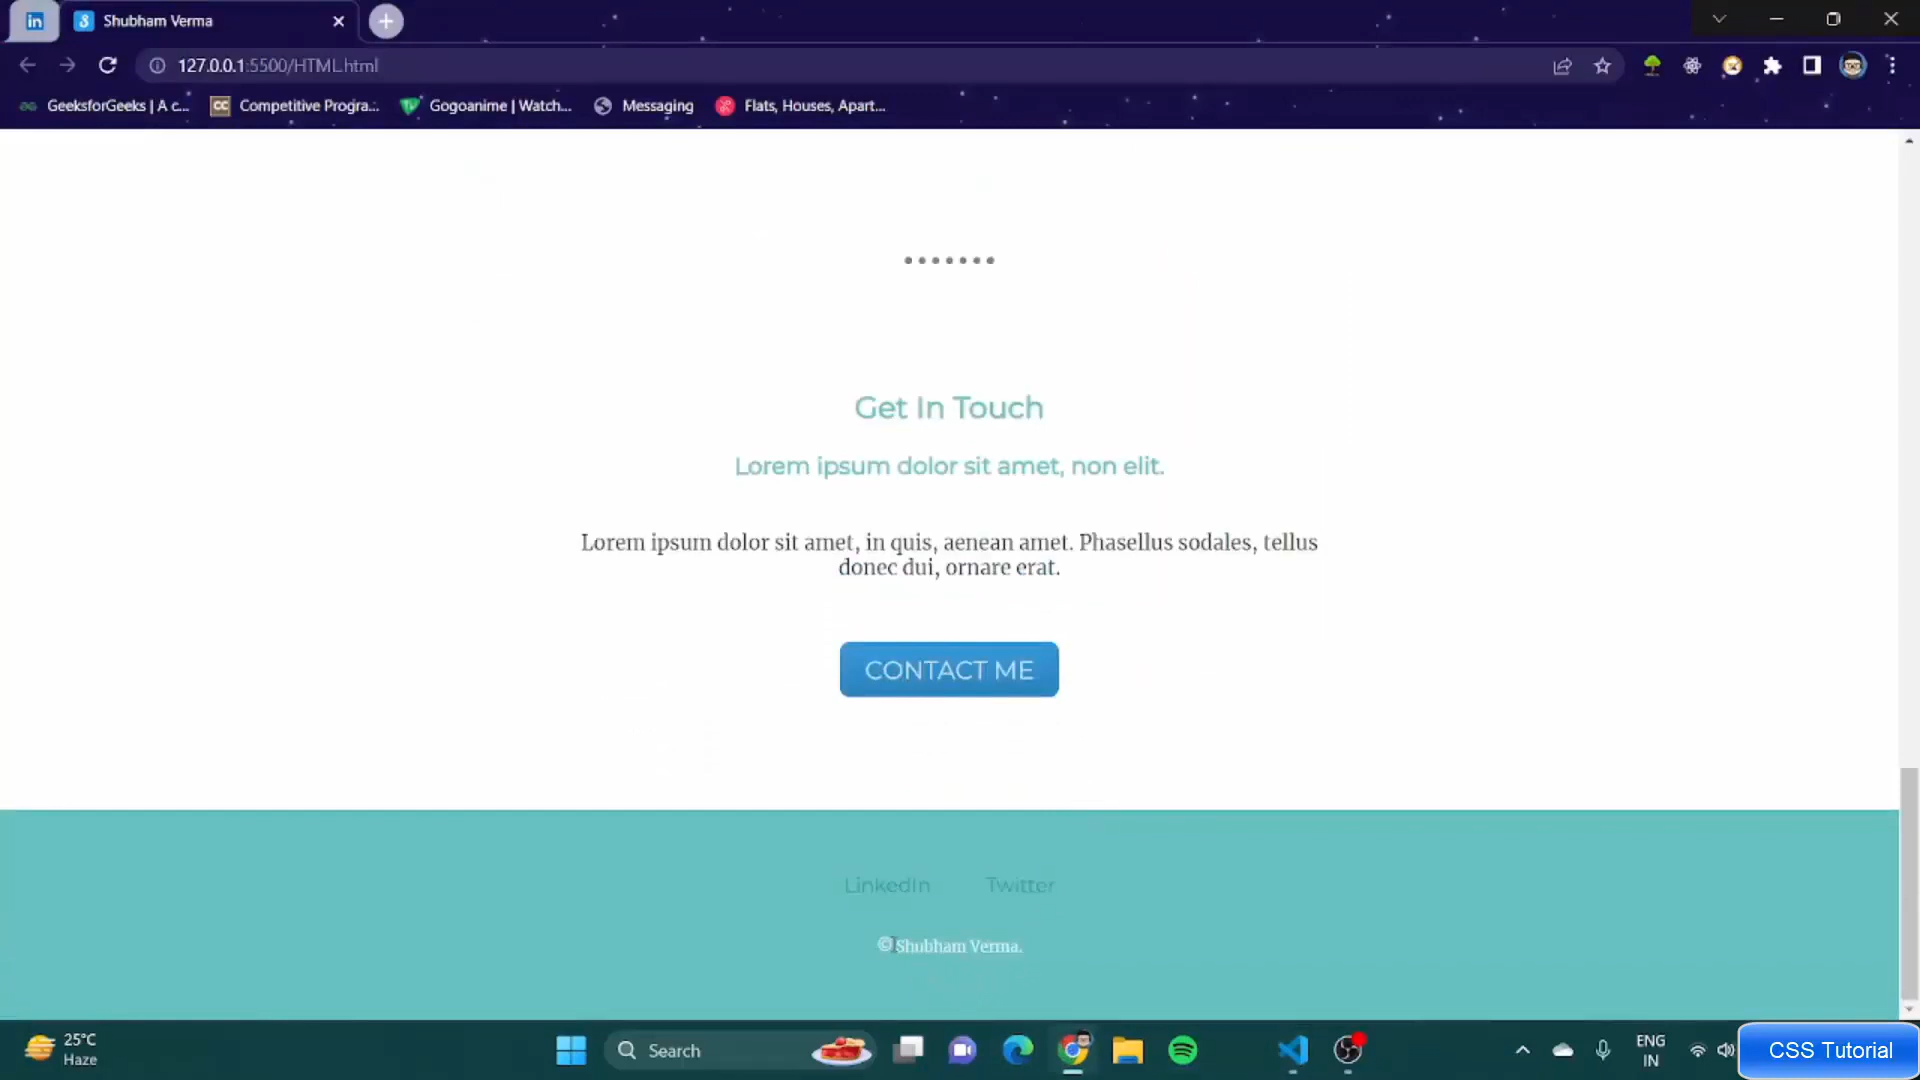 in
Shubham Verma
127.0.0.1:5500/HTML.html
GeeksforGeeks | A c...
CC
Competitive Progra...
Gogoanime | Watch...
Messaging
Flats, Houses, Apart...
Get In Touch
Lorem ipsum dolor sit amet, non elit.
Lorem ipsum dolor sit amet, in quis, aenean amet. Phasellus sodales, tellus
donec dui, ornare erat.
CONTACT ME
LinkedIn Twitter
© Shubham Verma.
25°C
Haze
Search
ENG
IN
CSS Tutorial